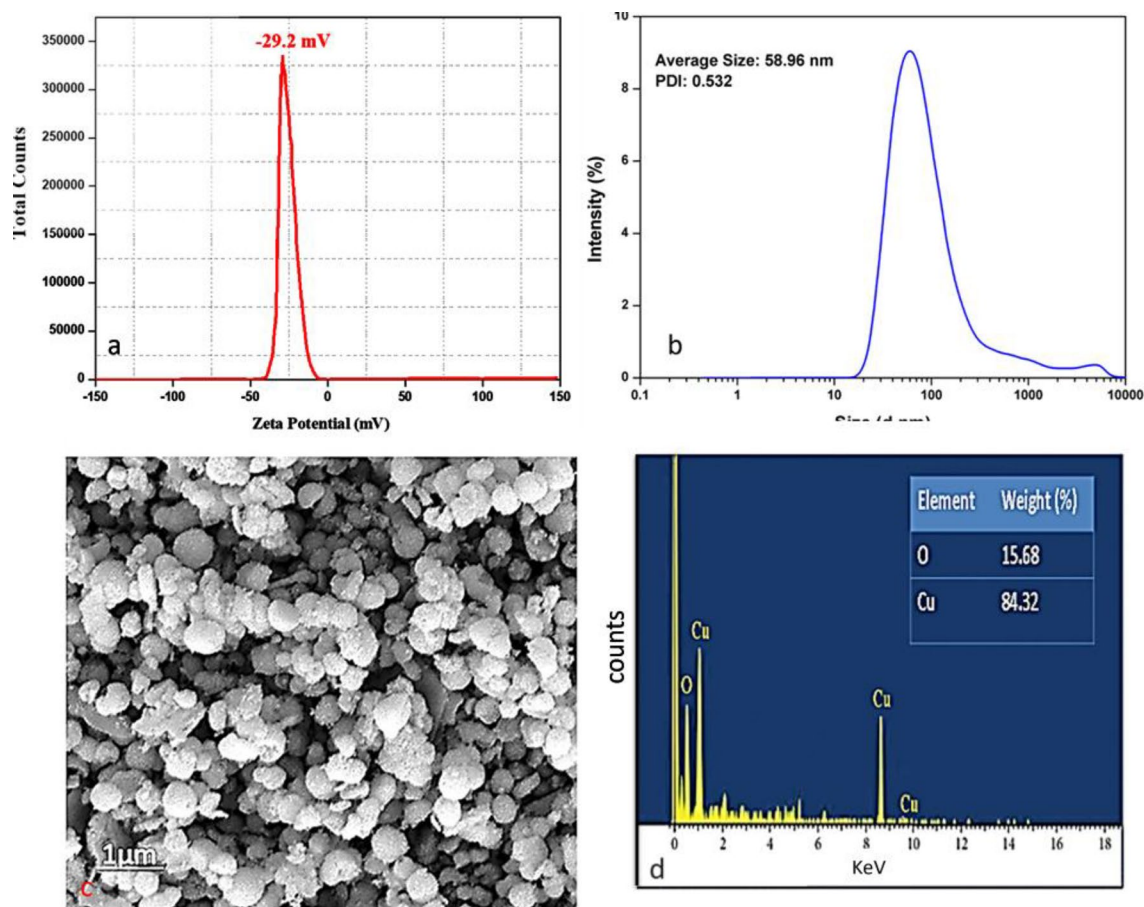 -29.2 mV
Total Counts
350000
300000
250000
200000
150000
100000
50000
0
a
-150 -100 -50 0 50 100 150
Zeta Potential (mV)
10
Average Size: 58.96 nm
PDI: 0.532
8
6
4
2
0
Intensity (%)
b
0.1 1 10 100 1000 10000
Size (d.nm)
1µm
c
counts
Element Weight (%)
O 15.68
Cu 84.32
Cu
O
Cu
Cu
0 2 4 6 8 10 12 14 16 18
KeV
d